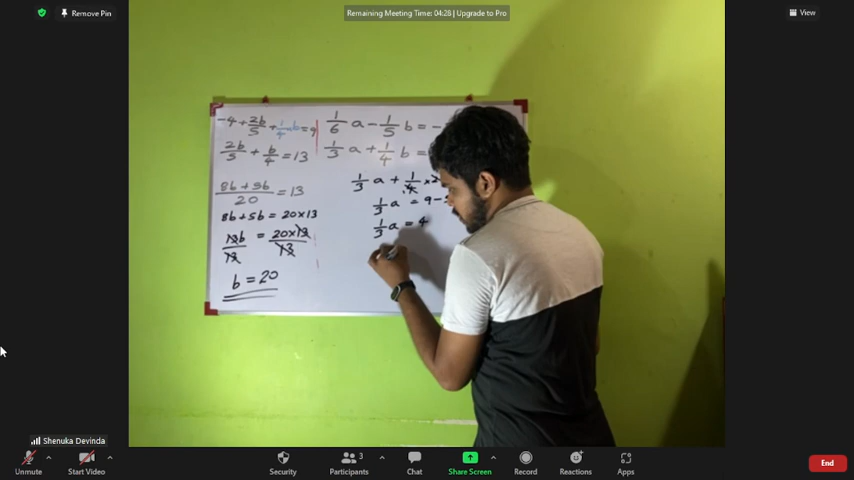 Remove Pin
Remaining Meeting Time: 04:28 | Upgrade to Pro
View
-4 + 2b/5 + 1/4 b = 9
2b/5 + b/4 = 13
8b + 5b/20 = 13
8b + 5b = 20 × 13
13b/13 = 20 × 13/13
b = 20
1/6 a - 1/5 b = -
1/3 a + 1/4 b =
1/3 a + 1/4 × 2
1/3 a = 9 -
1/3 a = 4
Shenuka Devinda
Unmute
Start Video
Security
3
Participants
Chat
Share Screen
Record
Reactions
Apps
End